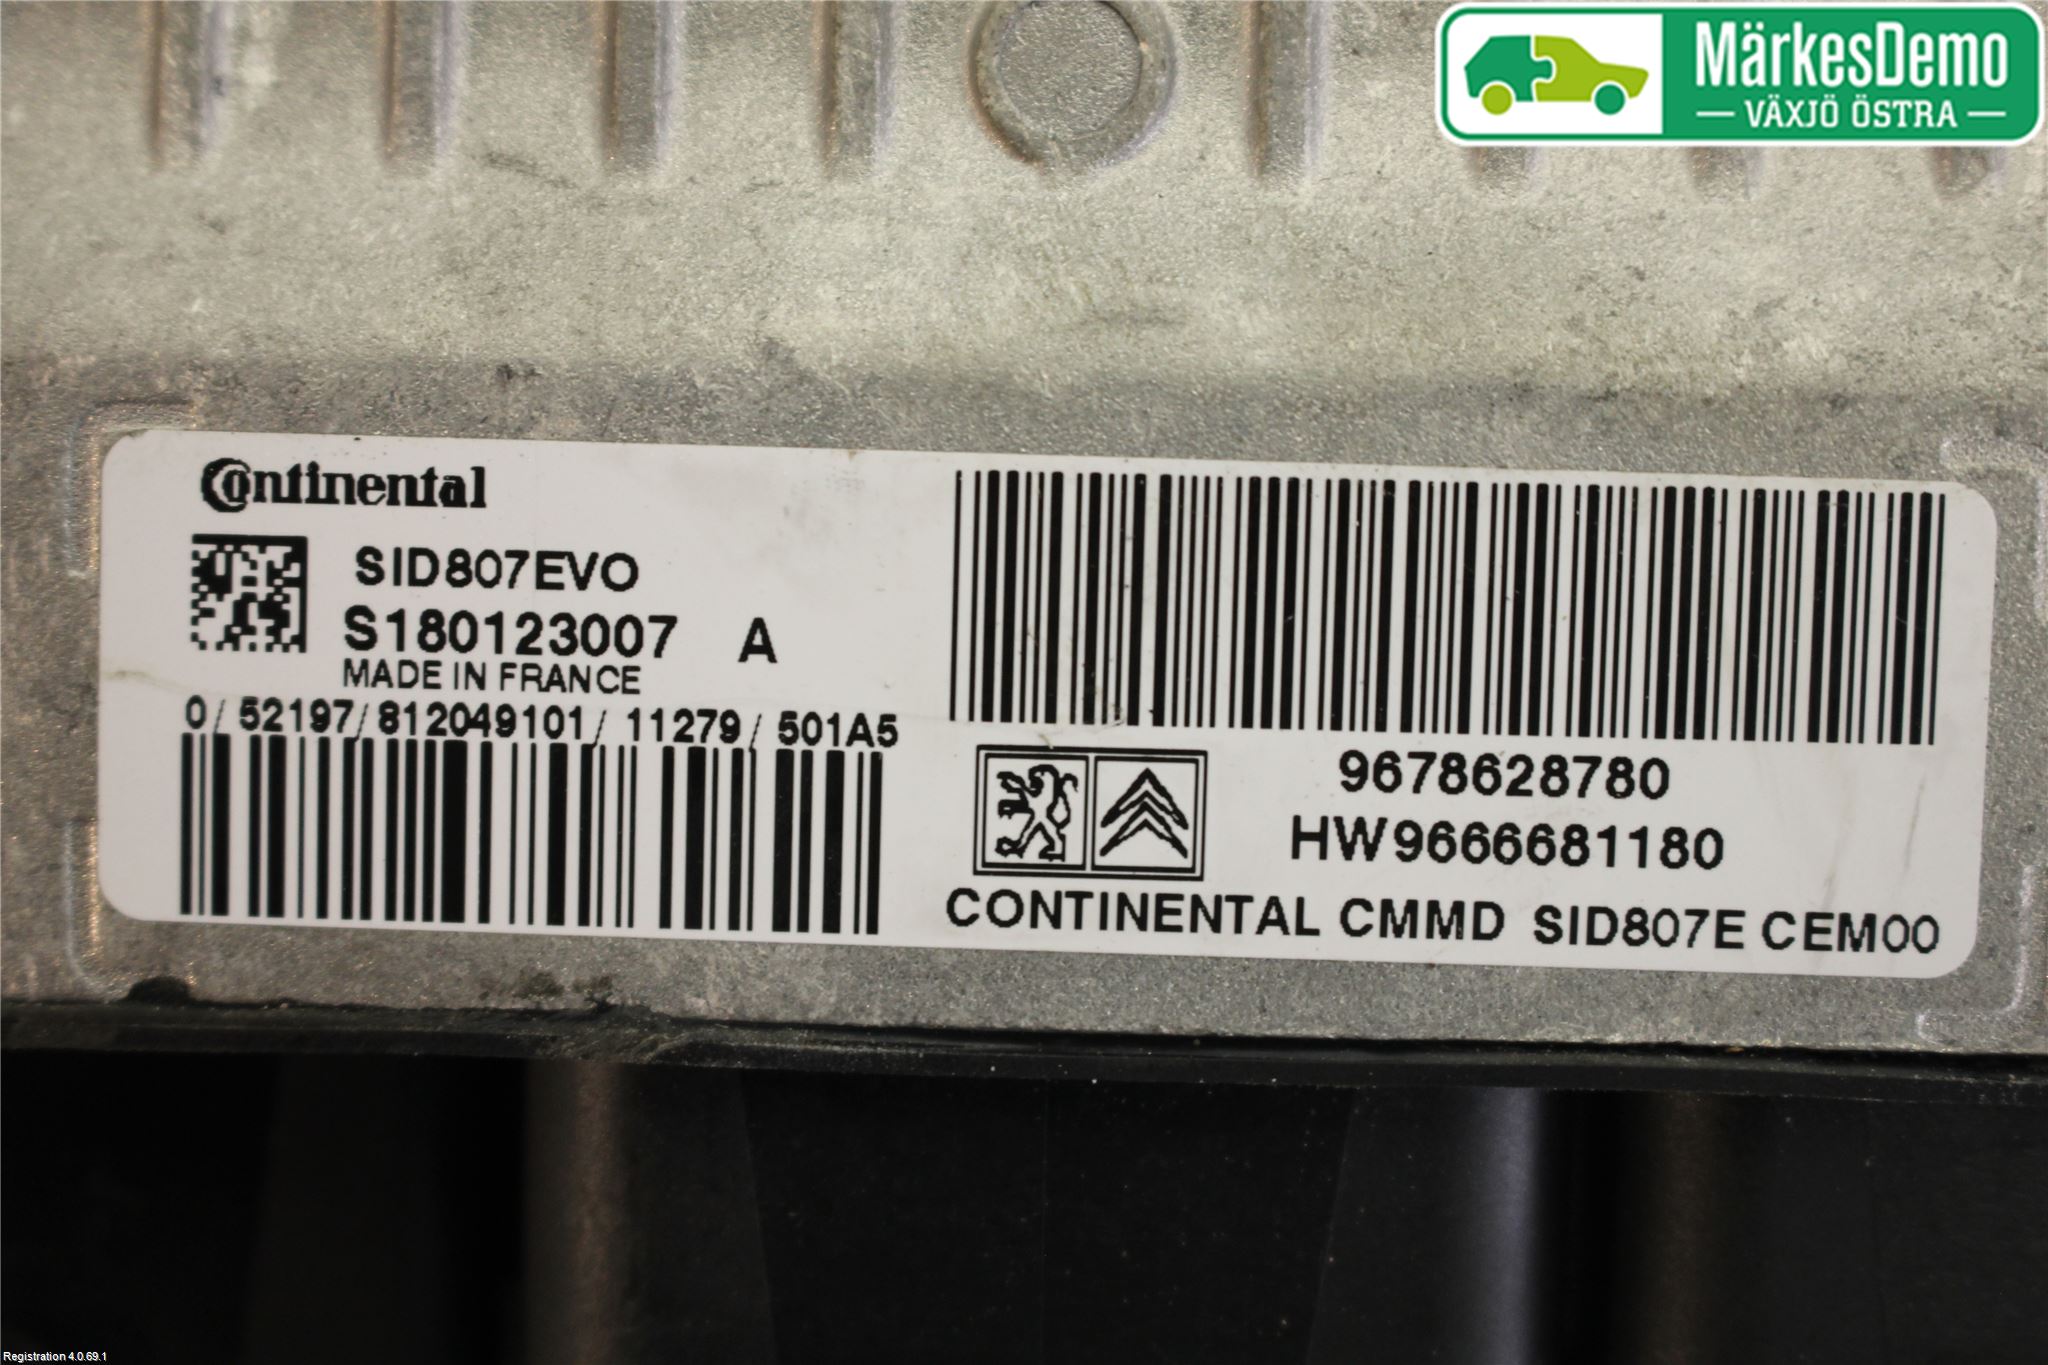 MärkesDemo
VÄXJÖ ÖSTRA
Continental
SID807EVO
S180123007 A
MADE IN FRANCE
0/ 52197/ 812049101/ 11279/ 501A5
9678628780
HW9666681180
CONTINENTAL CMMD SID807E CEM00
Registration 4.0.69.1